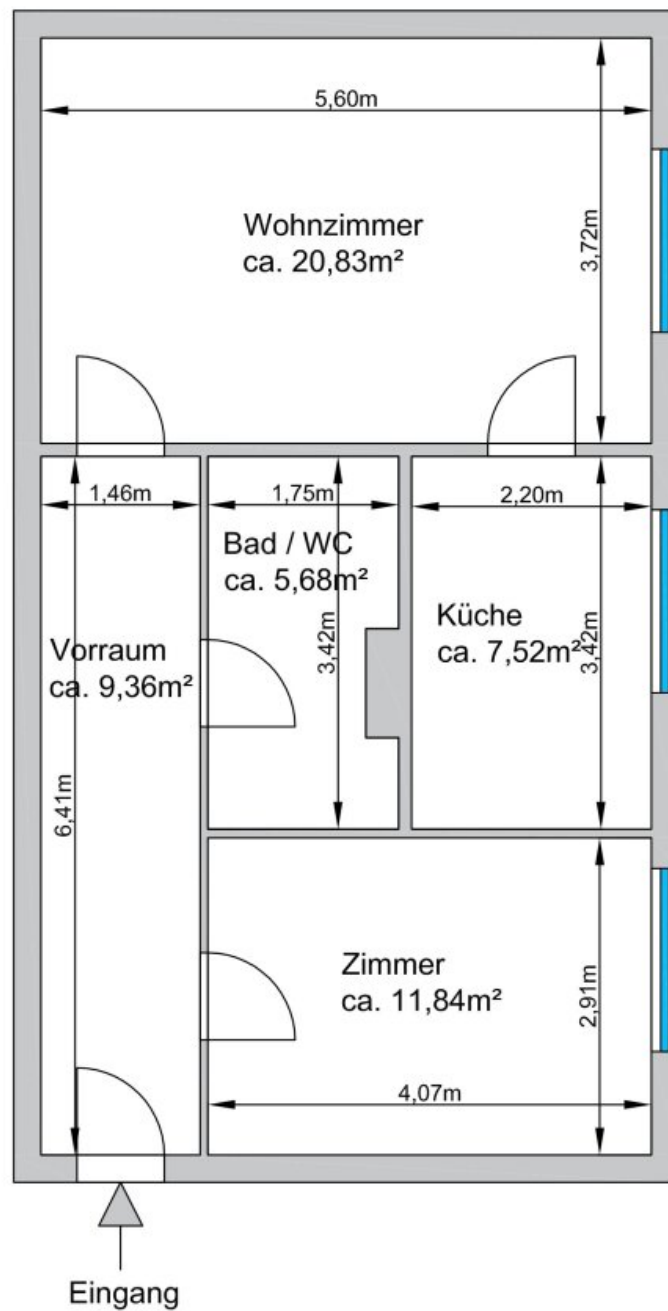 5,60m
Wohnzimmer
ca. 20,83m²
3,72m
1,46m
1,75m
2,20m
Bad / WC
ca. 5,68m²
3,42m
Küche
ca. 7,52m²
3,42m
Vorraum
ca. 9,36m²
6,41m
Zimmer
ca. 11,84m²
2,91m
4,07m
Eingang